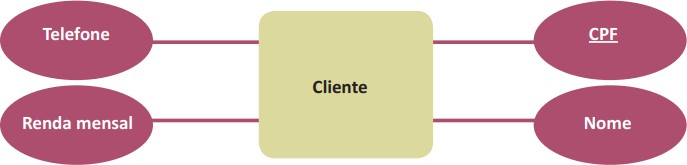 Telefone
CPF
Cliente
Renda mensal
Nome